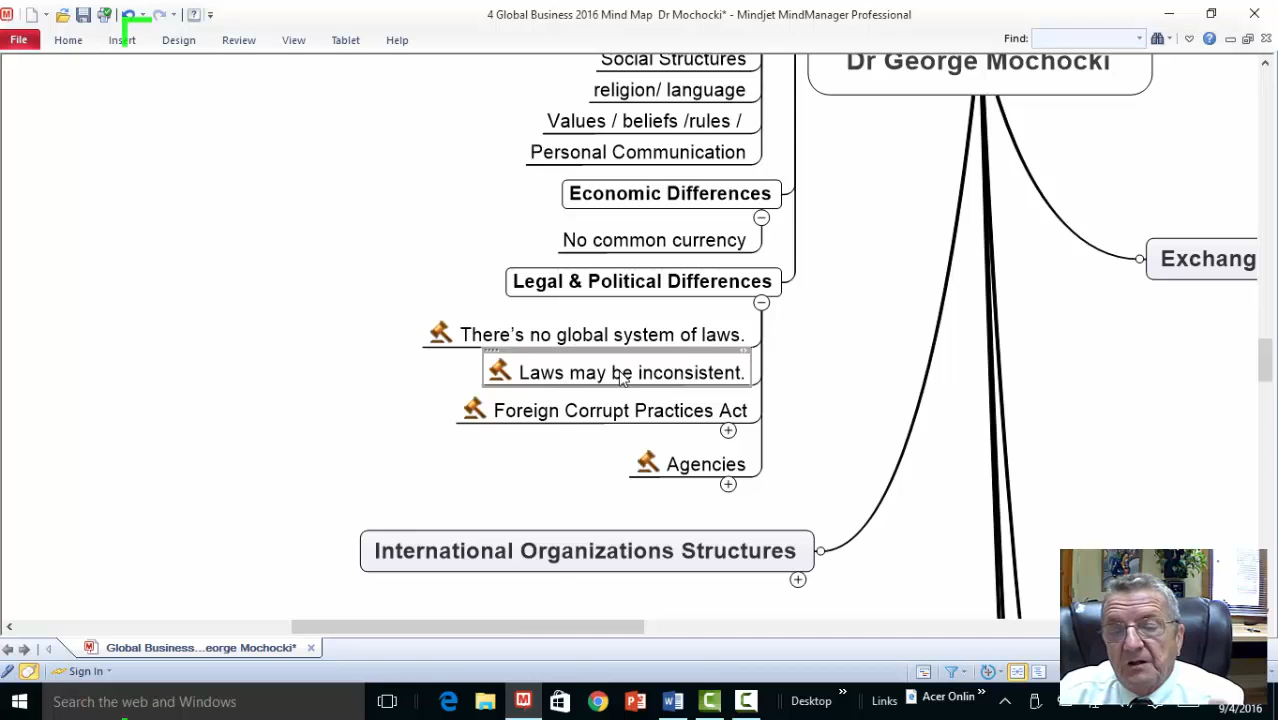 4 Global Business 2016 Mind Map  Dr Mochocki* - Mindjet MindManager Professional
File Home Insert Design Review View Tablet Help Find:
Dr George Mochocki
Social Structures
religion/ language
Values / beliefs /rules /
Personal Communication
Economic Differences
No common currency
Exchang
Legal & Political Differences
There's no global system of laws.
Laws may be inconsistent.
Foreign Corrupt Practices Act
Agencies
International Organizations Structures
Global Business...eorge Mochocki*
Sign In
Search the web and Windows Desktop Links Acer Onlin
9/4/2016